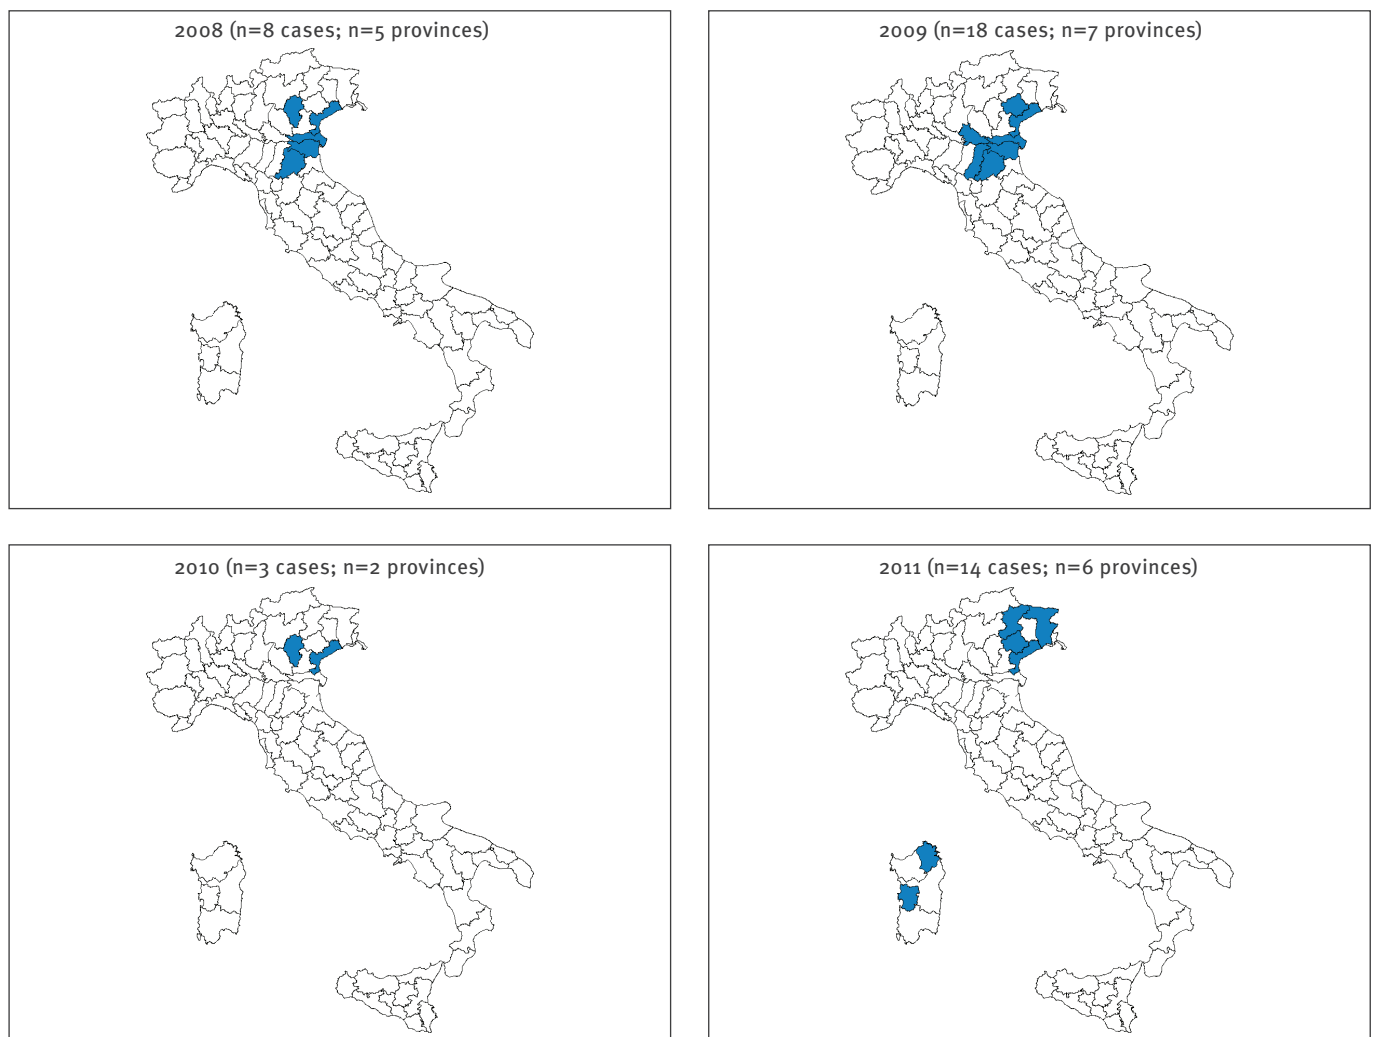 2008 (n=8 cases; n=5 provinces)
2009 (n=18 cases; n=7 provinces)
2010 (n=3 cases; n=2 provinces)
2011 (n=14 cases; n=6 provinces)